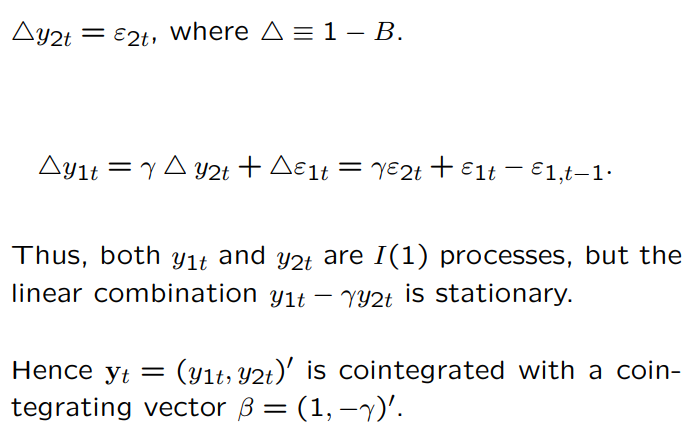 △y₂ₜ = ε₂ₜ, where △ ≡ 1 − B.
△y₁ₜ = γ △ y₂ₜ + △ε₁ₜ = γε₂ₜ + ε₁ₜ − ε₁,ₜ₋₁.
Thus, both y₁ₜ and y₂ₜ are I(1) processes, but the
linear combination y₁ₜ − γy₂ₜ is stationary.
Hence yₜ = (y₁ₜ, y₂ₜ)′ is cointegrated with a coin-
tegrating vector β = (1, −γ)′.